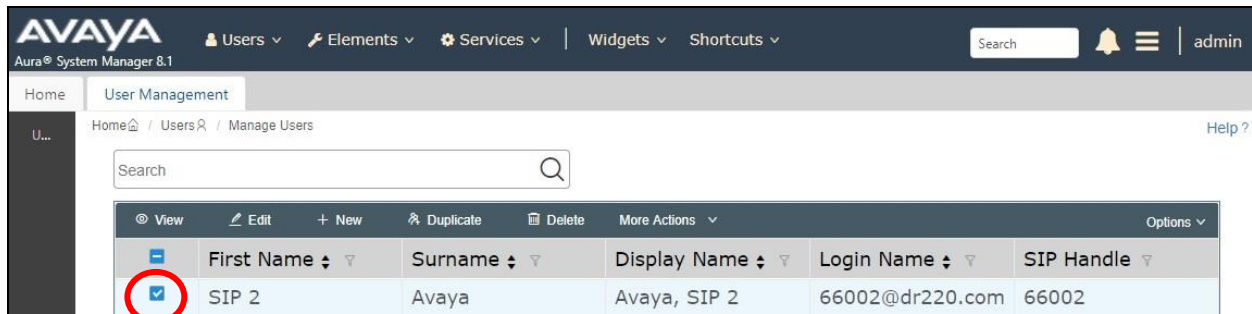 AVAYA
Aura® System Manager 8.1
Users Elements Services | Widgets Shortcuts Search admin
Home User Management
U...
Home / Users / Manage Users Help ?
Search
View Edit + New Duplicate Delete More Actions Options
First Name Surname Display Name Login Name SIP Handle
SIP 2 Avaya Avaya, SIP 2 66002@dr220.com 66002